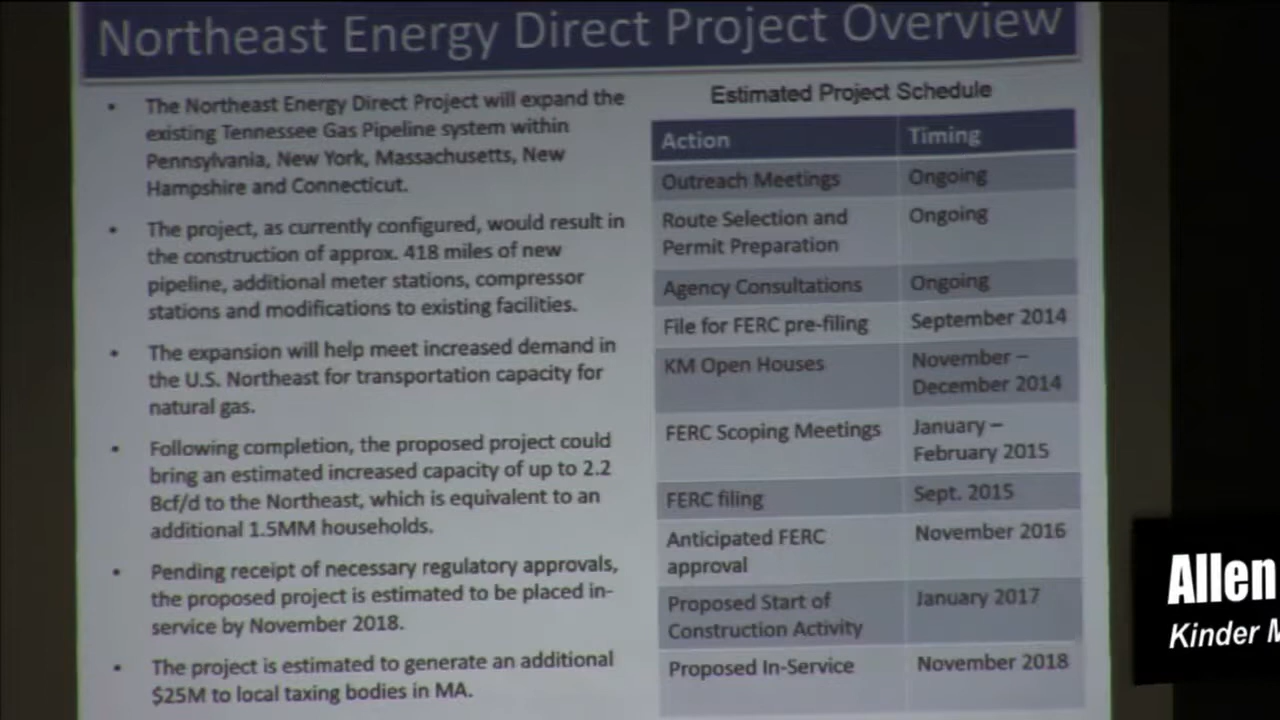 Northeast Energy Direct Project Overview
• The Northeast Energy Direct Project will expand the
existing Tennessee Gas Pipeline system within
Pennsylvania, New York, Massachusetts, New
Hampshire and Connecticut.
• The project, as currently configured, would result in
the construction of approx. 418 miles of new
pipeline, additional meter stations, compressor
stations and modifications to existing facilities.
• The expansion will help meet increased demand in
the U.S. Northeast for transportation capacity for
natural gas.
• Following completion, the proposed project could
bring an estimated increased capacity of up to 2.2
Bcf/d to the Northeast, which is equivalent to an
additional 1.5MM households.
• Pending receipt of necessary regulatory approvals,
the proposed project is estimated to be placed in-
service by November 2018.
• The project is estimated to generate an additional
$25M to local taxing bodies in MA.
Estimated Project Schedule
Action Timing
Outreach Meetings Ongoing
Route Selection and Ongoing
Permit Preparation
Agency Consultations Ongoing
File for FERC pre-filing September 2014
KM Open Houses November –
December 2014
FERC Scoping Meetings January –
February 2015
FERC filing Sept. 2015
Anticipated FERC November 2016
approval
Proposed Start of January 2017
Construction Activity
Proposed In-Service November 2018
Allen
Kinder